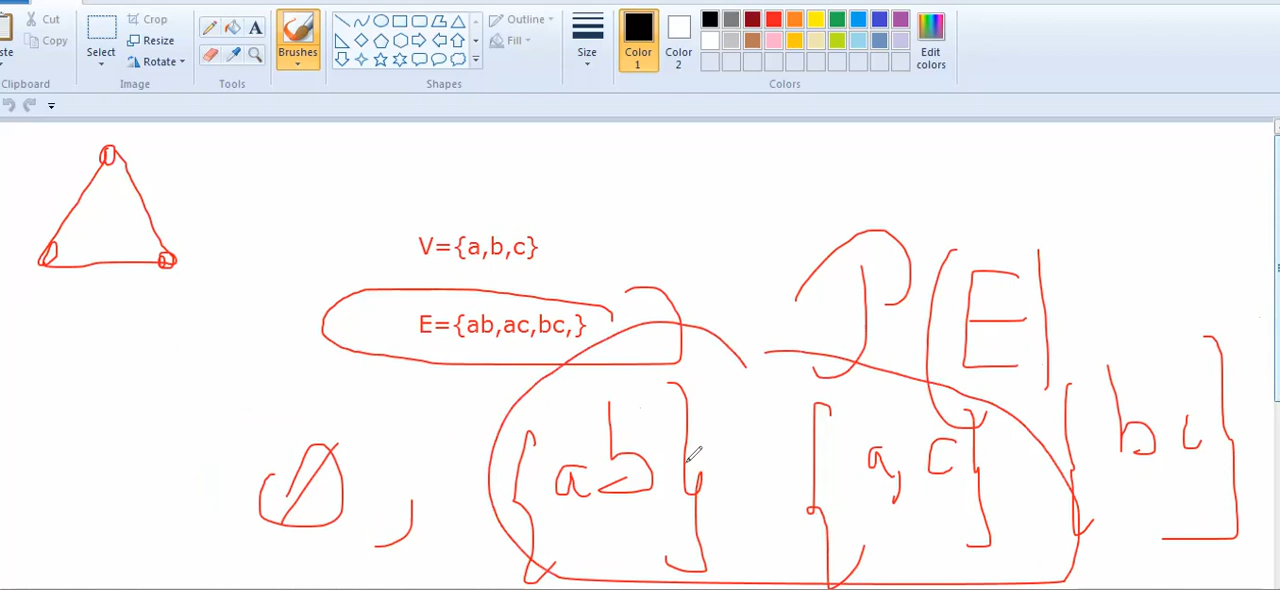 Cut
Copy
Clipboard
Select
Crop
Resize
Rotate
Image
A
Tools
Brushes
Outline
Fill
Shapes
Size
Color 1
Color 2
Colors
Edit colors
V={a,b,c}
E={ab,ac,bc,}
P(E)
∅, {ab} {a,c} {bc}